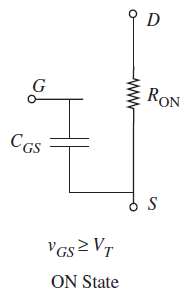 D
G
R_ON
C_GS
S
v_GS ≥ V_T
ON State